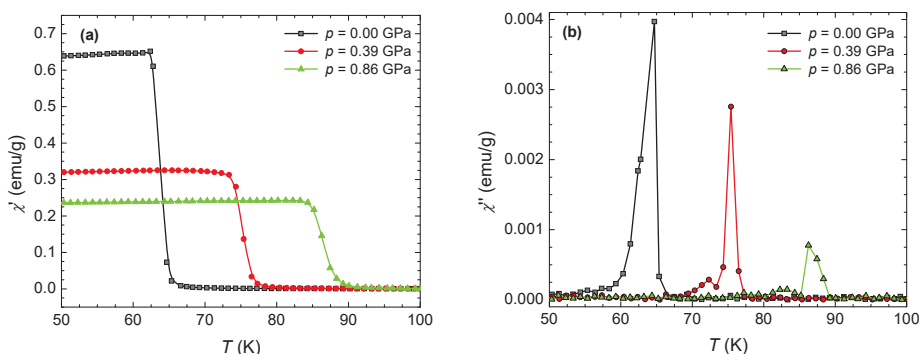 (a)
p = 0.00 GPa
p = 0.39 GPa
p = 0.86 GPa
0.7
0.6
0.5
0.4
0.3
0.2
0.1
0.0
χ' (emu/g)
50 60 70 80 90 100
T (K)
(b)
p = 0.00 GPa
p = 0.39 GPa
p = 0.86 GPa
0.004
0.003
0.002
0.001
0.000
χ'' (emu/g)
50 60 70 80 90 100
T (K)